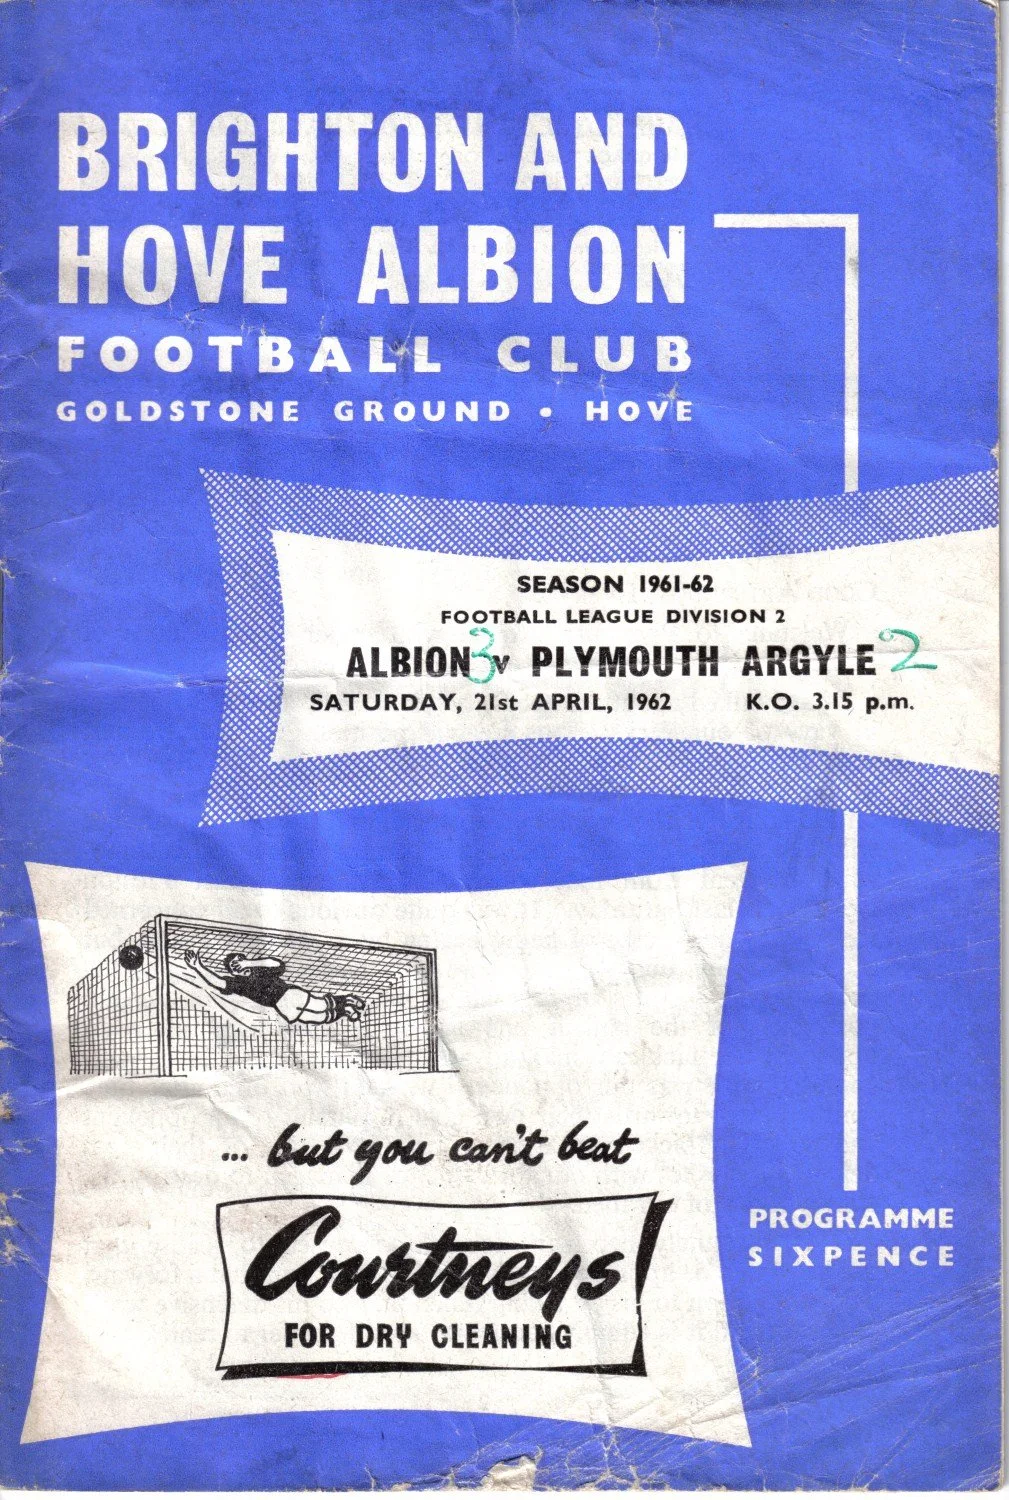 BRIGHTON AND
HOVE ALBION
FOOTBALL CLUB
GOLDSTONE GROUND • HOVE
SEASON 1961-62
FOOTBALL LEAGUE DIVISION 2
ALBION 3 v PLYMOUTH ARGYLE 2
SATURDAY, 21st APRIL, 1962 K.O. 3.15 p.m.
... but you can't beat
Courtneys!
FOR DRY CLEANING
PROGRAMME
SIXPENCE